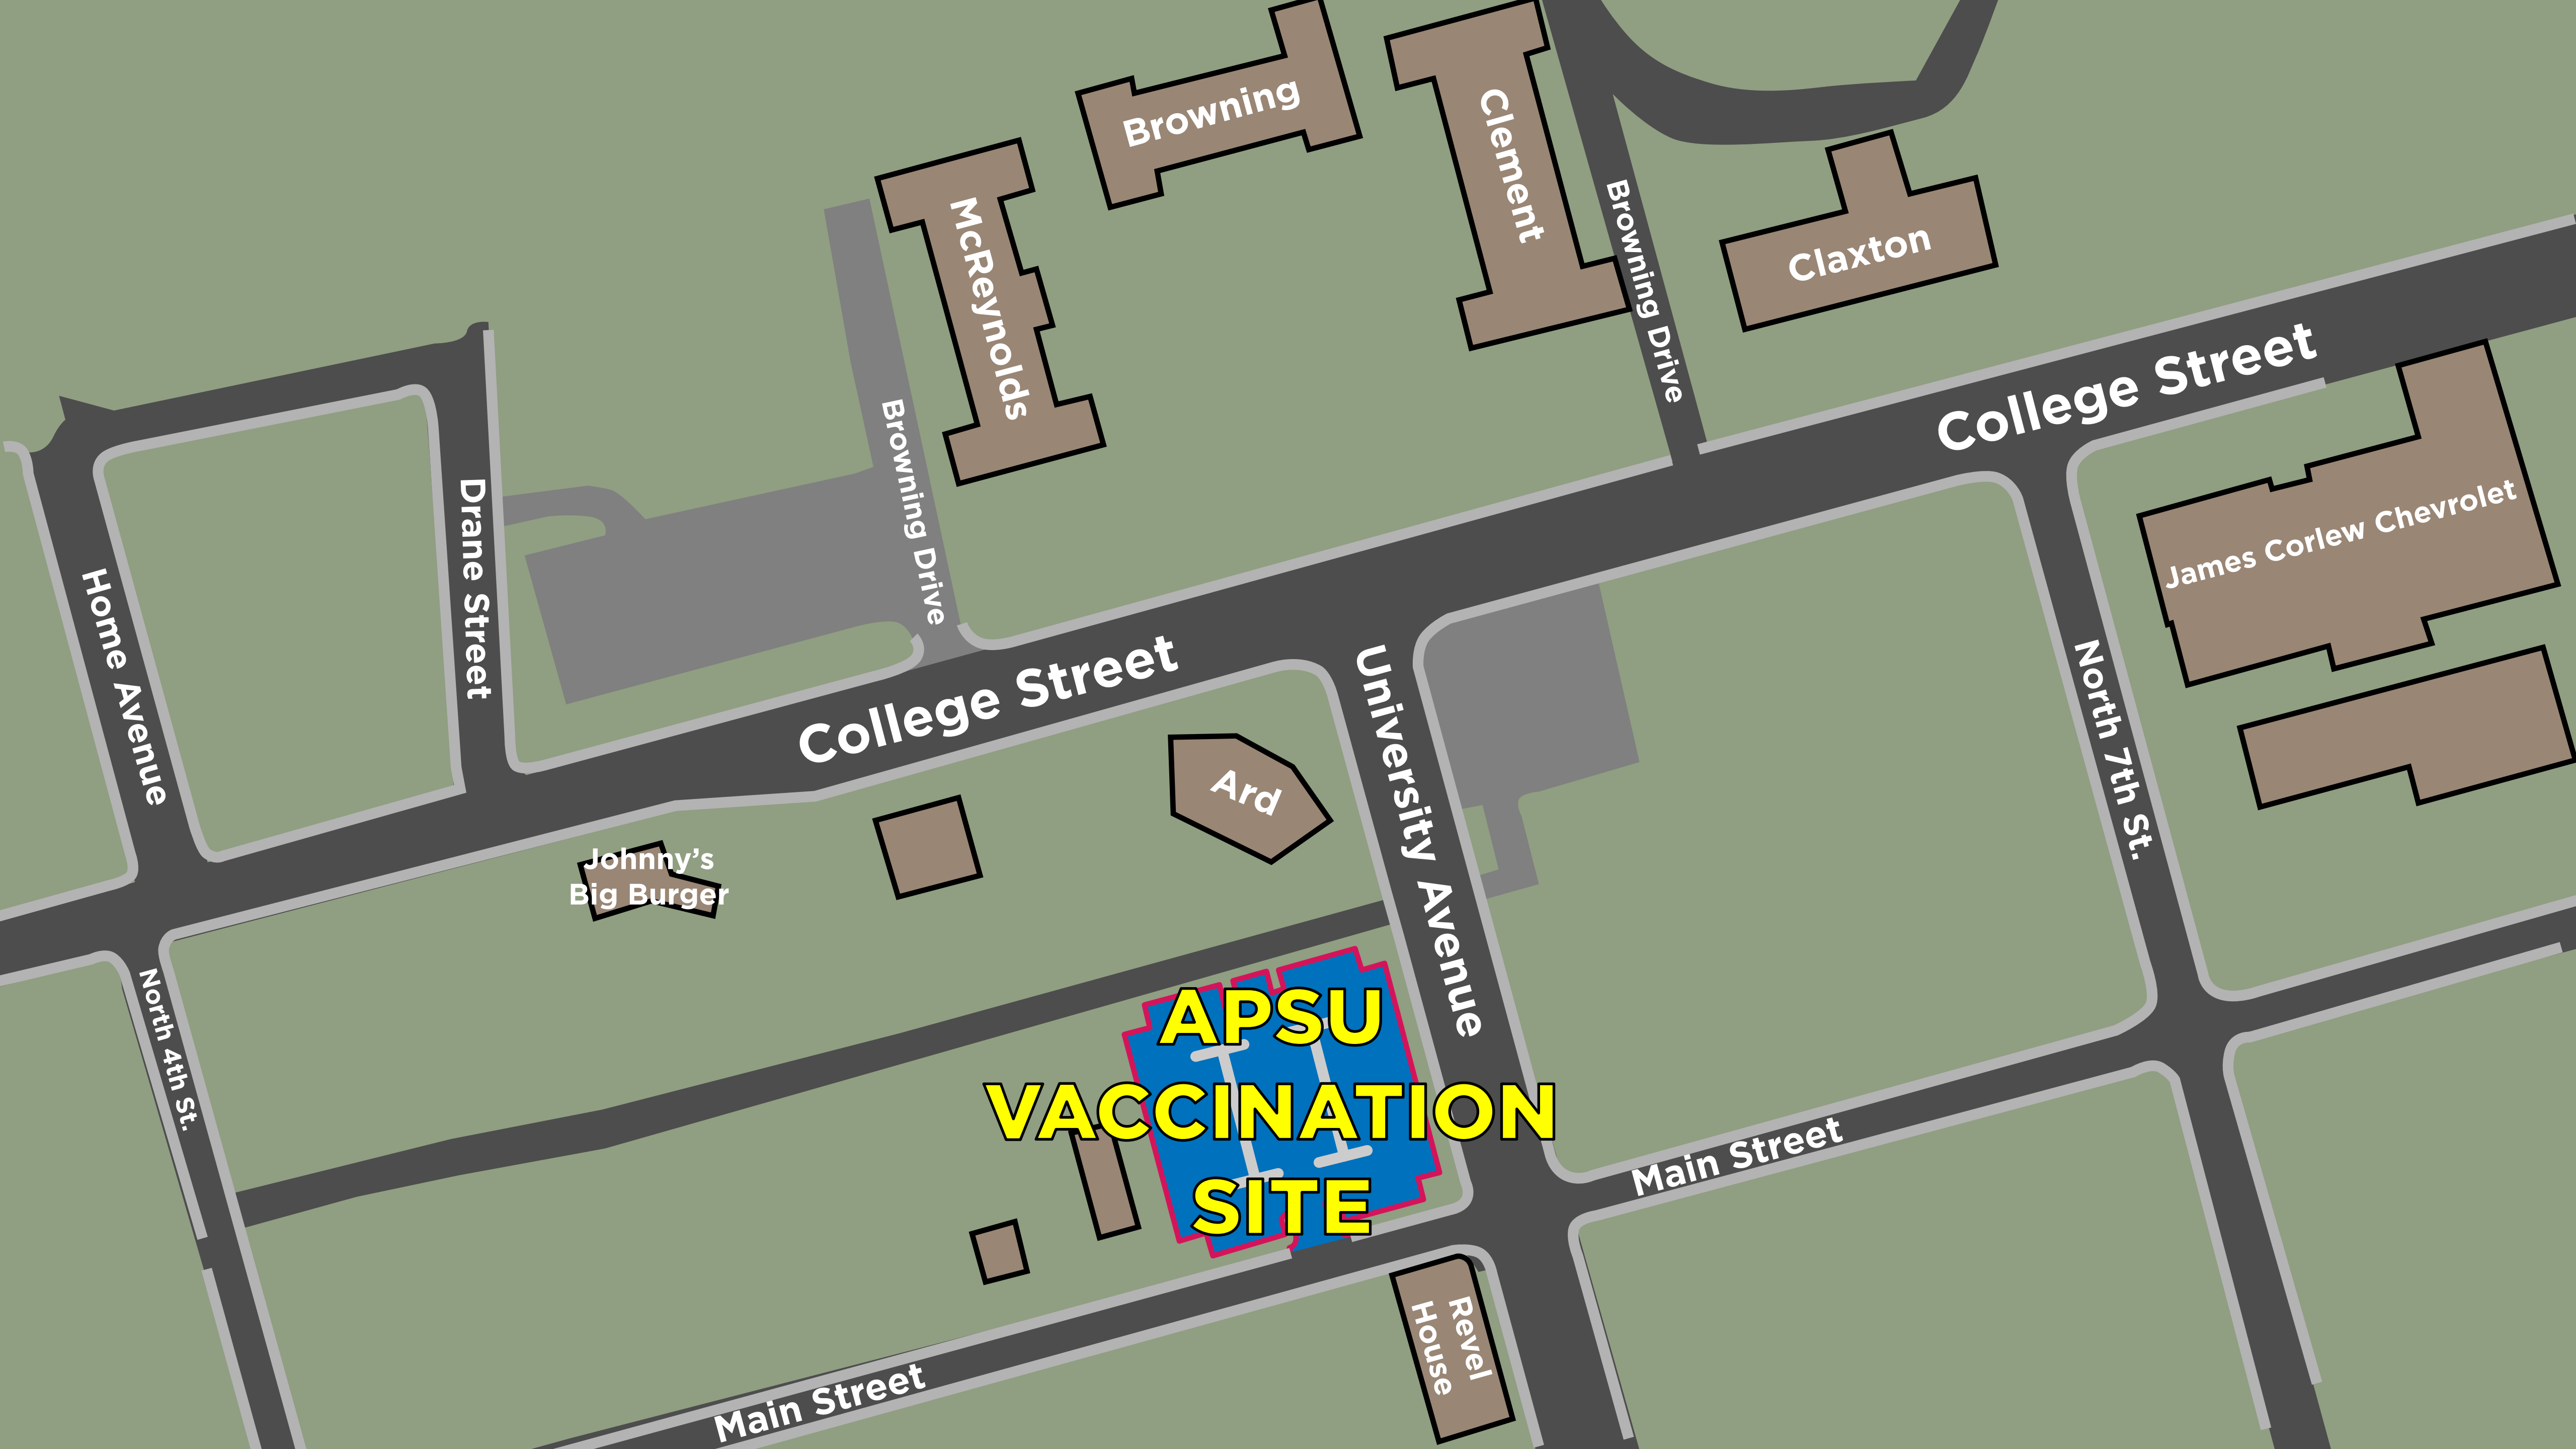 Browning
Clement
McReynolds
Browning Drive
Claxton
College Street
James Corlew Chevrolet
Browning Drive
Drane Street
Home Avenue
College Street
University Avenue
North 7th St.
Ard
Johnny’s
Big Burger
North 4th St.
APSU
VACCINATION
SITE
Main Street
Revel
House
Main Street